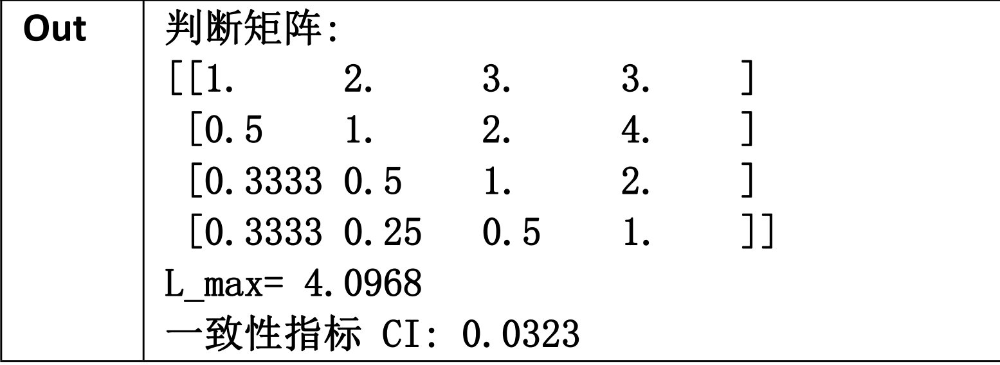 Out
判断矩阵:
[[1.     2.     3.     3.     ]
 [0.5    1.     2.     4.     ]
 [0.3333 0.5    1.     2.     ]
 [0.3333 0.25   0.5    1.     ]]
L_max= 4.0968
一致性指标 CI: 0.0323